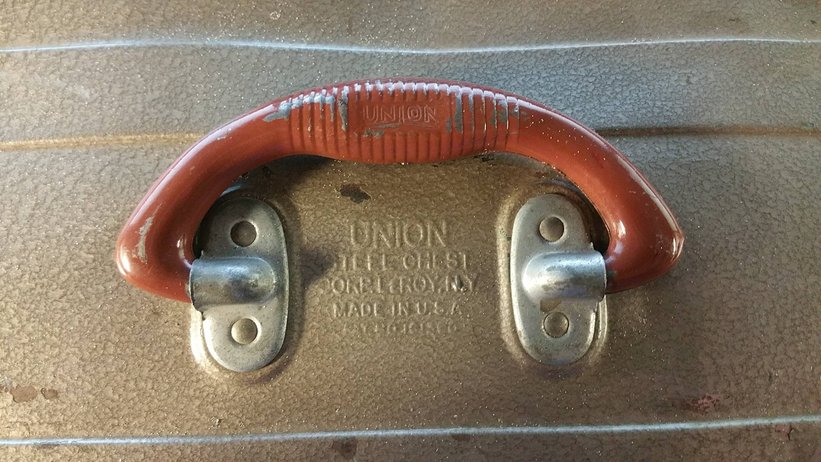 UNION
UNION
STEEL CHEST
CORP. LEROY, N.Y.
MADE IN U.S.A.